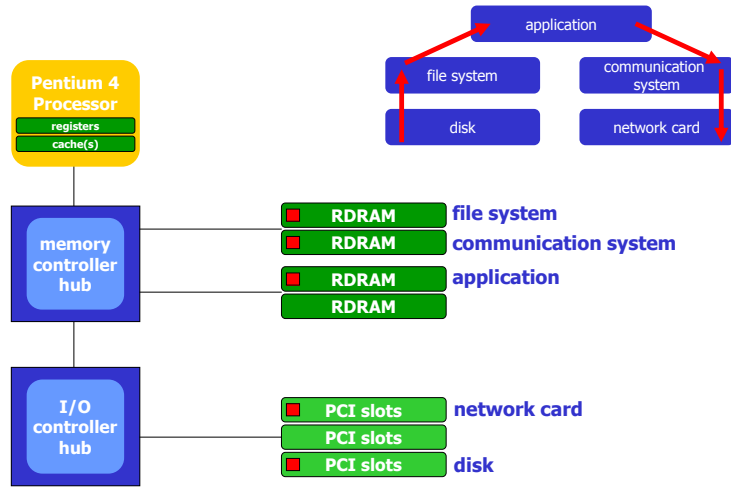 application
file system
communication
system
disk
network card
Pentium 4
Processor
registers
cache(s)
memory
controller
hub
RDRAM
file system
RDRAM
communication system
RDRAM
application
RDRAM
I/O
controller
hub
PCI slots
network card
PCI slots
PCI slots
disk